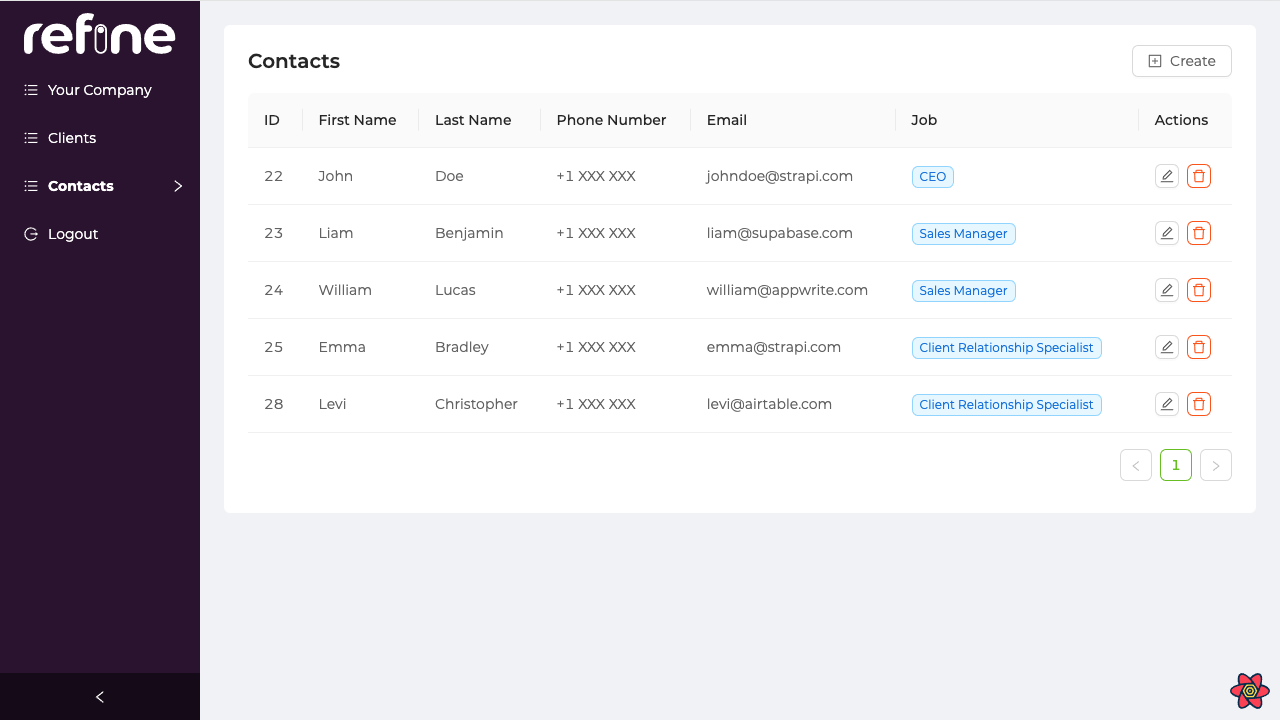 refine
Your Company
Clients
Contacts
Logout
Contacts
Create
ID First Name Last Name Phone Number Email Job Actions
22 John Doe +1 XXX XXX johndoe@strapi.com CEO
23 Liam Benjamin +1 XXX XXX liam@supabase.com Sales Manager
24 William Lucas +1 XXX XXX william@appwrite.com Sales Manager
25 Emma Bradley +1 XXX XXX emma@strapi.com Client Relationship Specialist
28 Levi Christopher +1 XXX XXX levi@airtable.com Client Relationship Specialist
1